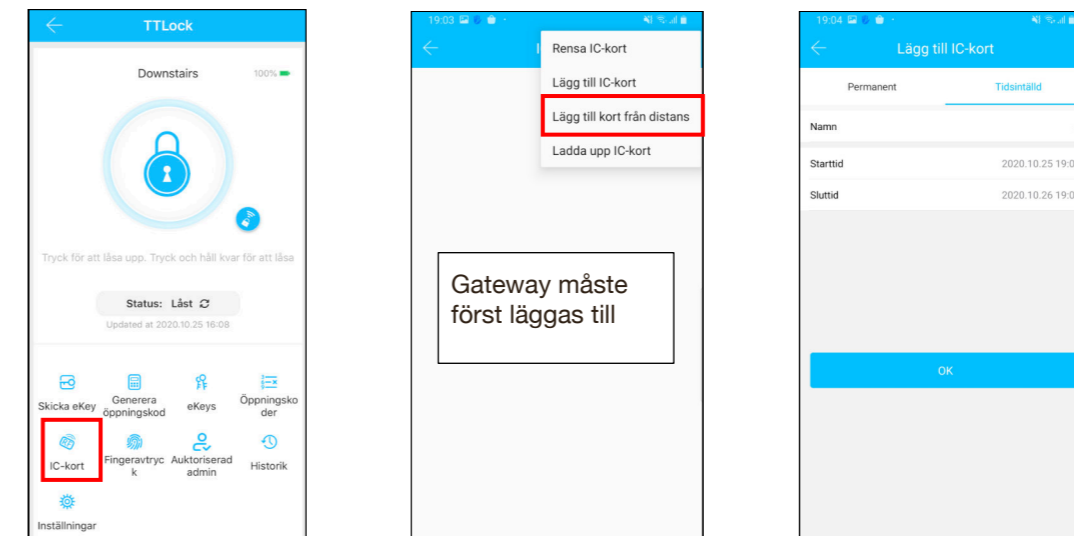 TTLock
Downstairs
100%
Tryck för att låsa upp. Tryck och håll kvar för att låsa
Status: Låst
Updated at 2020.10.25 16:08
Skicka eKey
Generera
öppningskod
eKeys
Öppningsko
der
IC-kort
Fingeravtryc
k
Auktoriserad
admin
Historik
Inställningar
19:03
I
Rensa IC-kort
Lägg till IC-kort
Lägg till kort från distans
Ladda upp IC-kort
Gateway måste
först läggas till
19:04
Lägg till IC-kort
Permanent
Tidsintälld
Namn
Starttid
2020.10.25 19:0
Sluttid
2020.10.26 19:0
OK